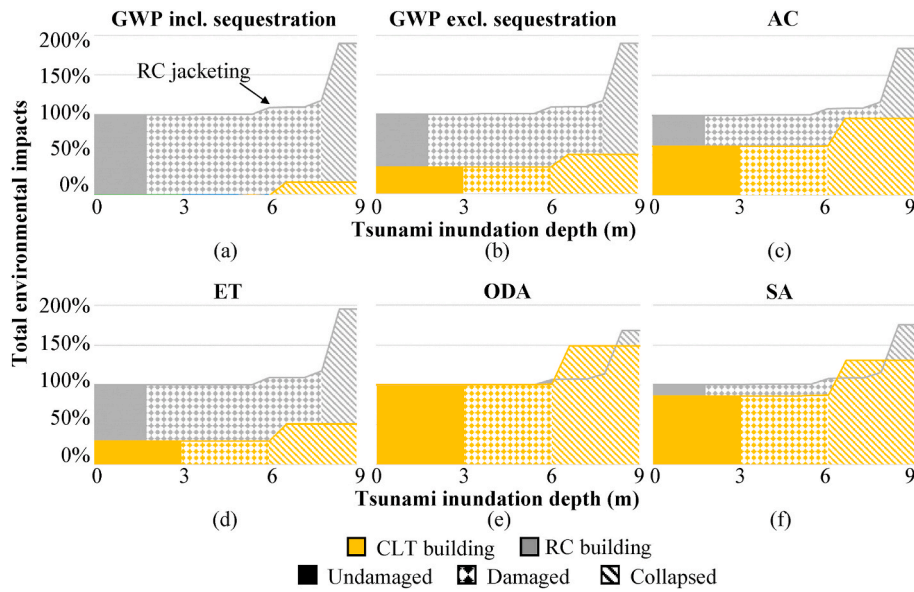 GWP incl. sequestration GWP excl. sequestration AC
200%
150%
100%
50%
0%
RC jacketing
0 3 6 9 0 3 6 9 0 3 6 9
Tsunami inundation depth (m)
(a) (b) (c)
Total environmental impacts
ET ODA SA
200%
150%
100%
50%
0%
0 3 6 9 0 3 6 9 0 3 6 9
Tsunami inundation depth (m)
(d) (e) (f)
CLT building RC building
Undamaged Damaged Collapsed